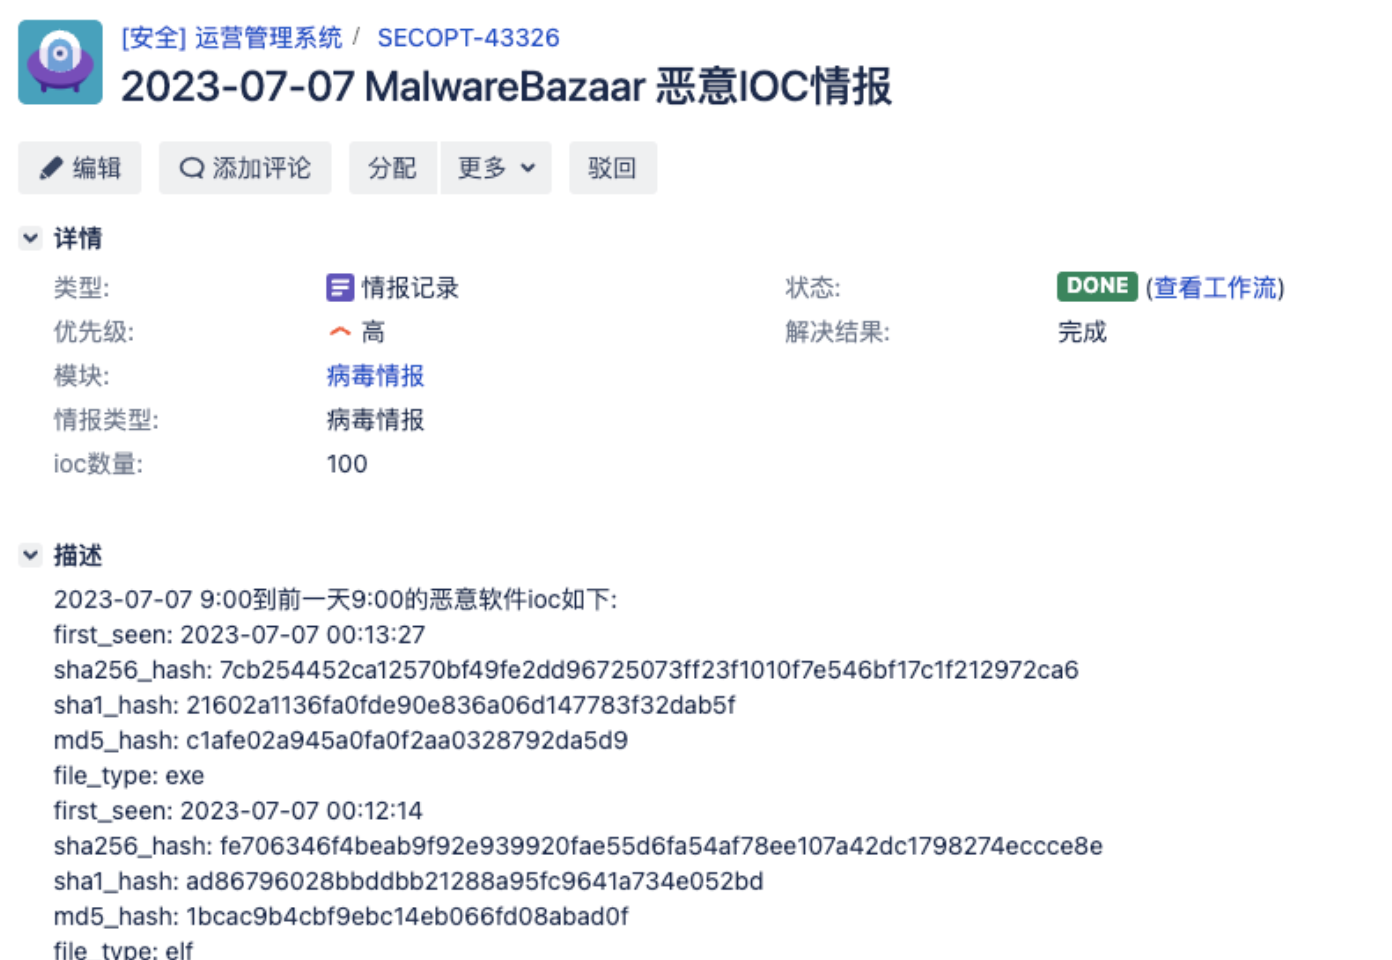 [安全] 运营管理系统 / SECOPT-43326
2023-07-07 MalwareBazaar 恶意IOC情报
编辑 添加评论 分配 更多 驳回
详情
类型: 情报记录 状态: DONE (查看工作流)
优先级: 高 解决结果: 完成
模块: 病毒情报
情报类型: 病毒情报
ioc数量: 100
描述
2023-07-07 9:00到前一天9:00的恶意软件ioc如下:
first_seen: 2023-07-07 00:13:27
sha256_hash: 7cb254452ca12570bf49fe2dd96725073ff23f1010f7e546bf17c1f212972ca6
sha1_hash: 21602a1136fa0fde90e836a06d147783f32dab5f
md5_hash: c1afe02a945a0fa0f2aa0328792da5d9
file_type: exe
first_seen: 2023-07-07 00:12:14
sha256_hash: fe706346f4beab9f92e939920fae55d6fa54af78ee107a42dc1798274eccce8e
sha1_hash: ad86796028bbddbb21288a95fc9641a734e052bd
md5_hash: 1bcac9b4cbf9ebc14eb066fd08abad0f
file_type: elf